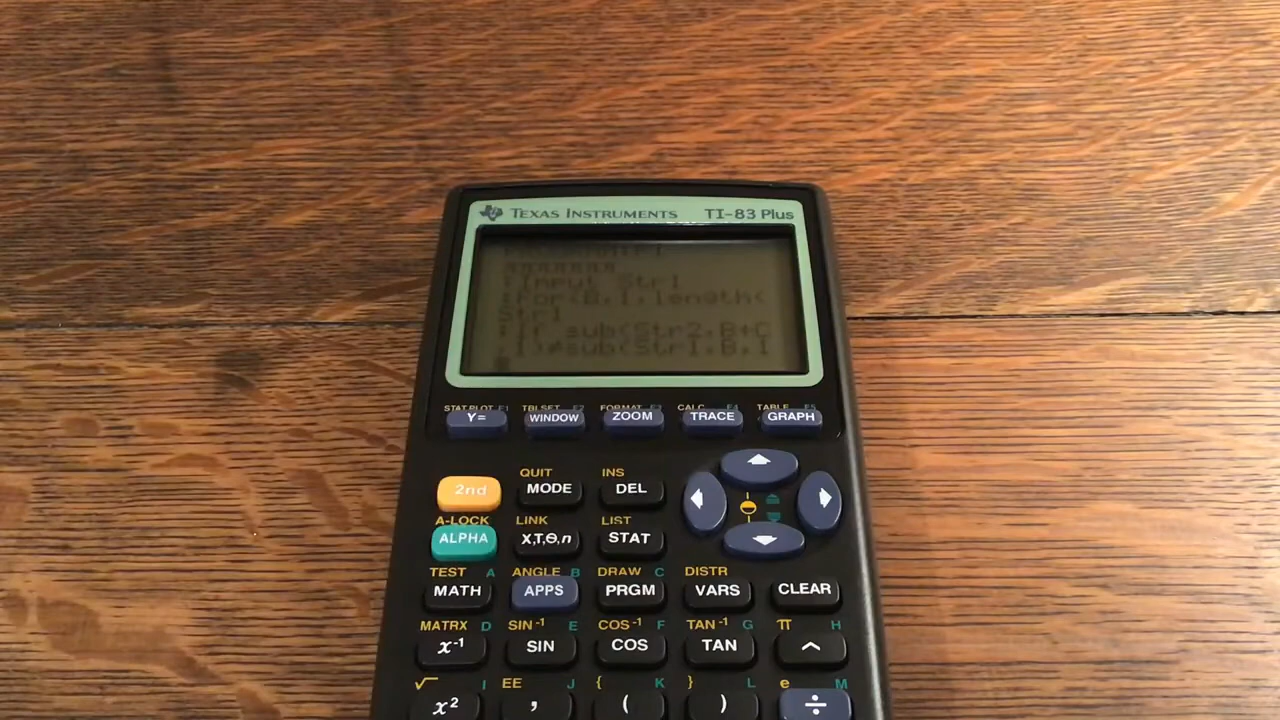 TEXAS INSTRUMENTS TI-83 Plus
:Input Str1
:For(B,1,length(
Str1
:If sub(Str2,B+C
,1)≠sub(Str1,B,1
STAT PLOT F1 TBLSET F2 FORMAT F3 CALC F4 TABLE F5
Y= WINDOW ZOOM TRACE GRAPH
QUIT INS
2nd MODE DEL
A-LOCK LINK LIST
ALPHA X,T,Θ,n STAT
TEST A ANGLE B DRAW C DISTR
MATH APPS PRGM VARS CLEAR
MATRX D SIN⁻¹ E COS⁻¹ F TAN⁻¹ G π H
x⁻¹ SIN COS TAN ^
√ I EE J { K } L e M
x² , ( ) ÷